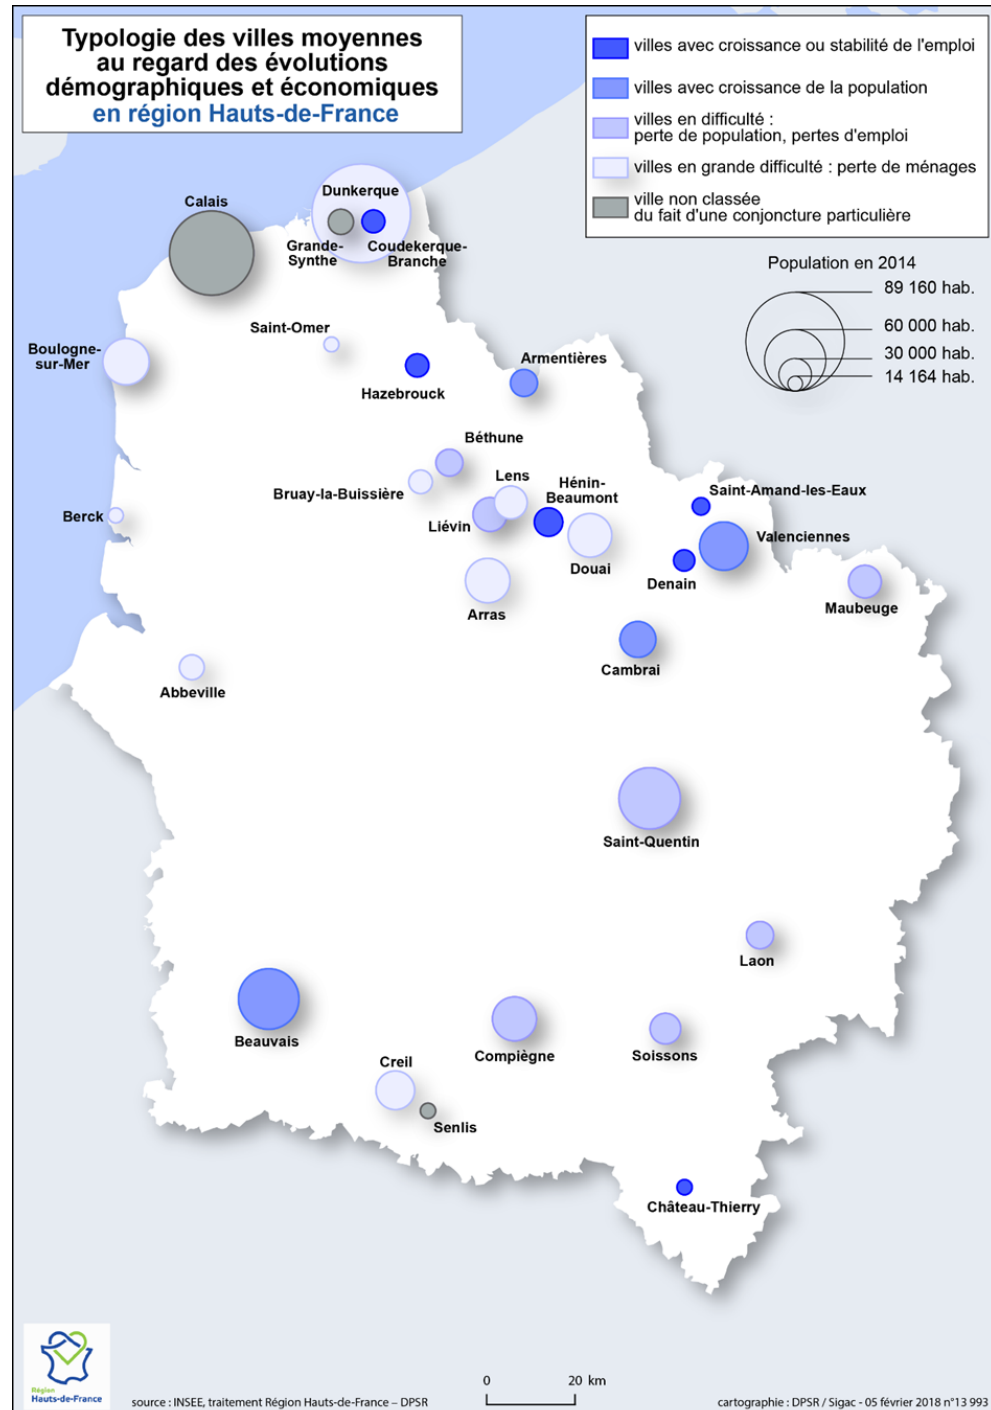 Typologie des villes moyennes
au regard des évolutions
démographiques et économiques
en région Hauts-de-France
villes avec croissance ou stabilité de l'emploi
villes avec croissance de la population
villes en difficulté :
perte de population, pertes d'emploi
villes en grande difficulté : perte de ménages
ville non classée
du fait d'une conjoncture particulière
Population en 2014
89 160 hab.
60 000 hab.
30 000 hab.
14 164 hab.
Dunkerque
Calais
Grande-
Synthe
Coudekerque-
Branche
Saint-Omer
Boulogne-
sur-Mer
Armentières
Hazebrouck
Béthune
Lens
Hénin-
Beaumont
Bruay-la-Buissière
Saint-Amand-les-Eaux
Berck
Liévin
Valenciennes
Douai
Denain
Maubeuge
Arras
Cambrai
Abbeville
Saint-Quentin
Laon
Beauvais
Compiègne
Soissons
Creil
Senlis
Château-Thierry
Région
Hauts-de-France
source : INSEE, traitement Région Hauts-de-France – DPSR
0 20 km
cartographie : DPSR / Sigac - 05 février 2018 n°13 993